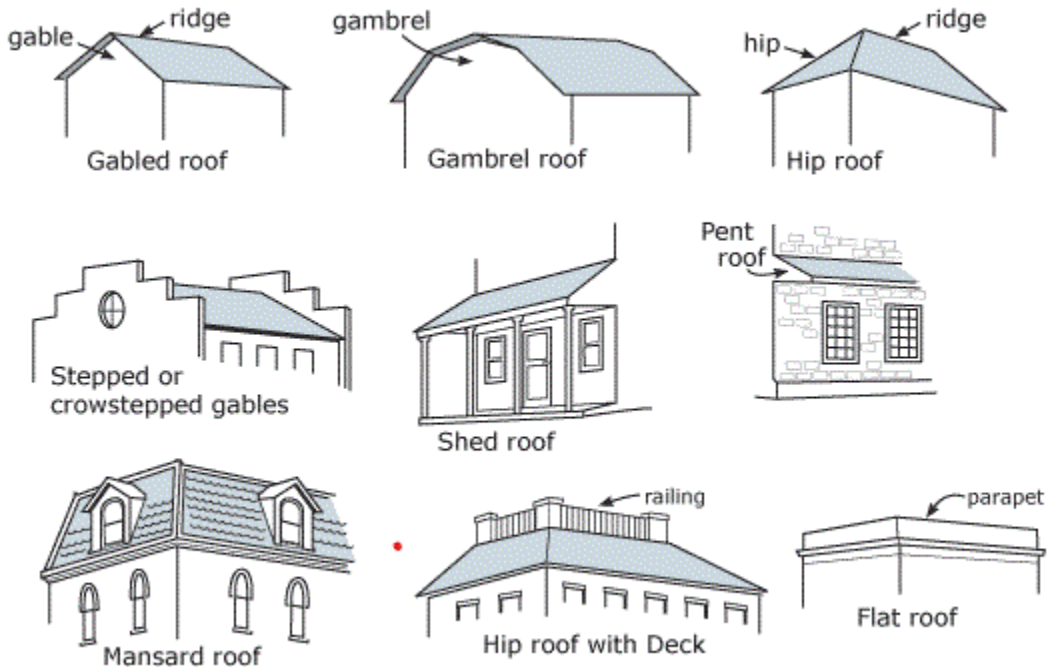 ridge
gable
Gabled roof
gambrel
Gambrel roof
ridge
hip
Hip roof
Stepped or
crowstepped gables
Shed roof
Pent
roof
Mansard roof
railing
Hip roof with Deck
parapet
Flat roof